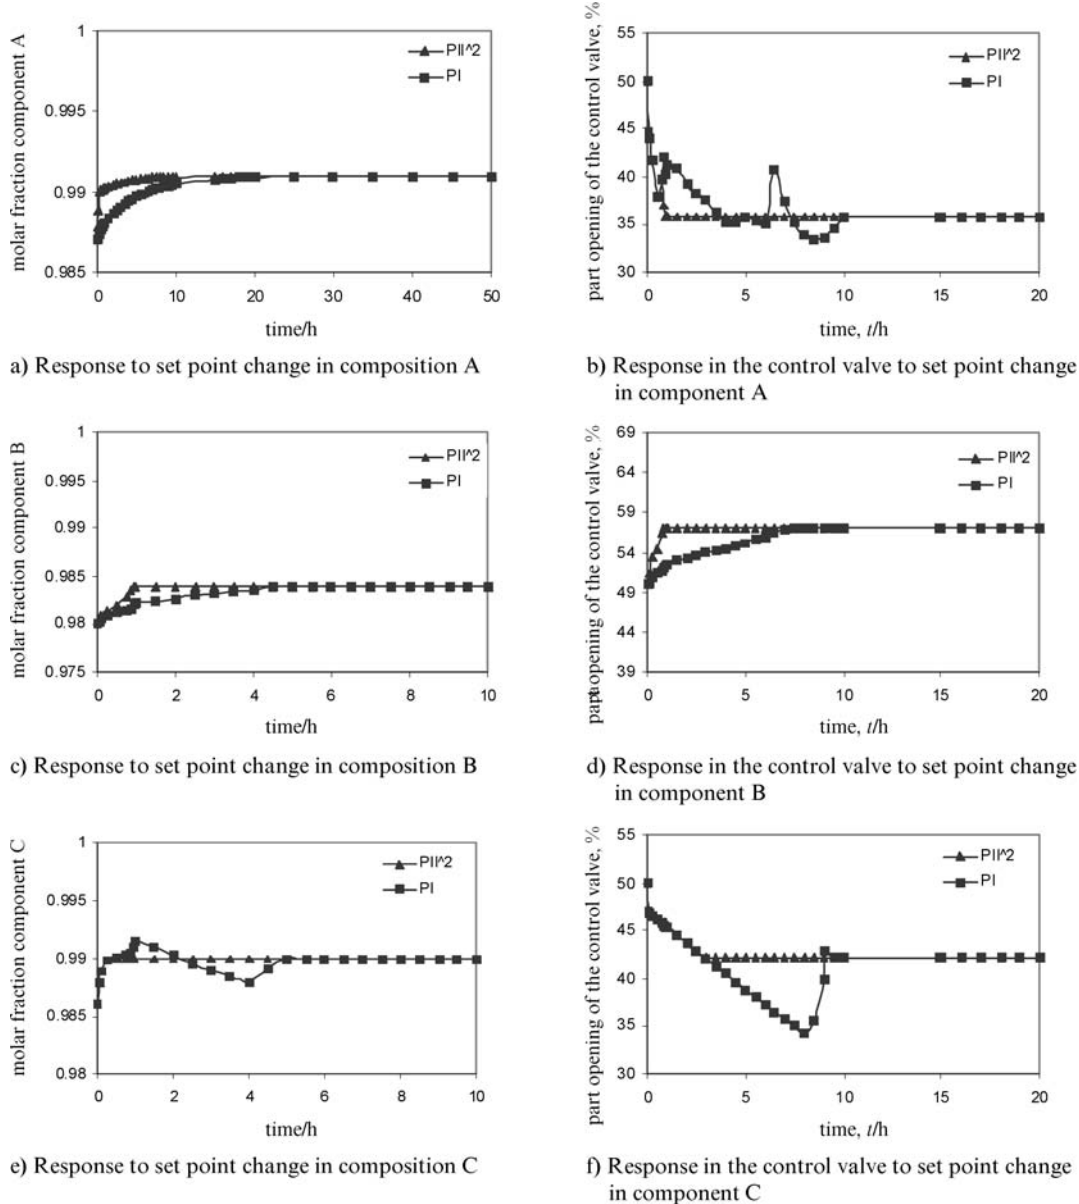 1
0.995
0.99
0.985
0 10 20 30 40 50
molar fraction component A
time/h
PII^2
PI
a) Response to set point change in composition A
55
50
45
40
35
30
0 5 10 15 20
part opening of the control valve, %
time, t/h
PII^2
PI
b) Response in the control valve to set point change
in component A
1
0.995
0.99
0.985
0.98
0.975
0 2 4 6 8 10
molar fraction component B
time/h
PII^2
PI
c) Response to set point change in composition B
69
64
59
54
49
44
39
0 5 10 15 20
opening of the control valve, %
time, t/h
PII^2
PI
d) Response in the control valve to set point change
in component B
1
0.995
0.99
0.985
0.98
0 2 4 6 8 10
molar fraction component C
time/h
PII^2
PI
e) Response to set point change in composition C
55
50
45
40
35
30
0 5 10 15 20
part opening of the control valve, %
time, t/h
PII^2
PI
f) Response in the control valve to set point change
in component C